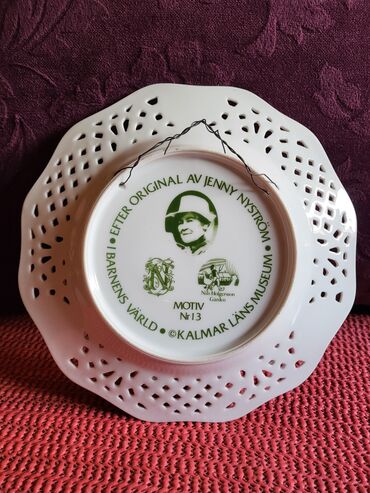 • EFTER ORIGINAL AV JENNY NYSTRÖM •
I BARNENS VÄRLD • © KALMAR LÄNS MUSEUM
N
Nils Holgersson
Gården
MOTIV
Nr 13